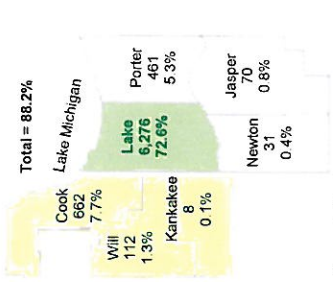 Total = 88.2%
Lake Michigan
Cook
662
7.7%
Lake
6,276
72.6%
Porter
461
5.3%
Will
112
1.3%
Kankakee
8
0.1%
Newton
31
0.4%
Jasper
70
0.8%